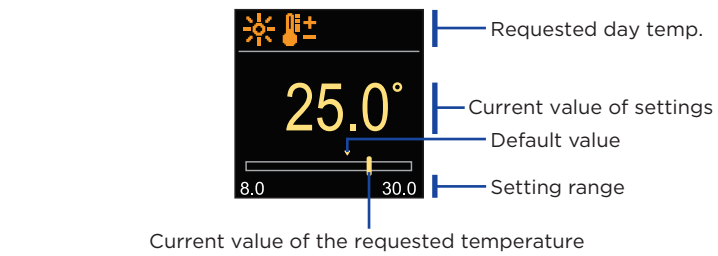 Requested day temp.
25.0°
Current value of settings
Default value
8.0 30.0
Setting range
Current value of the requested temperature